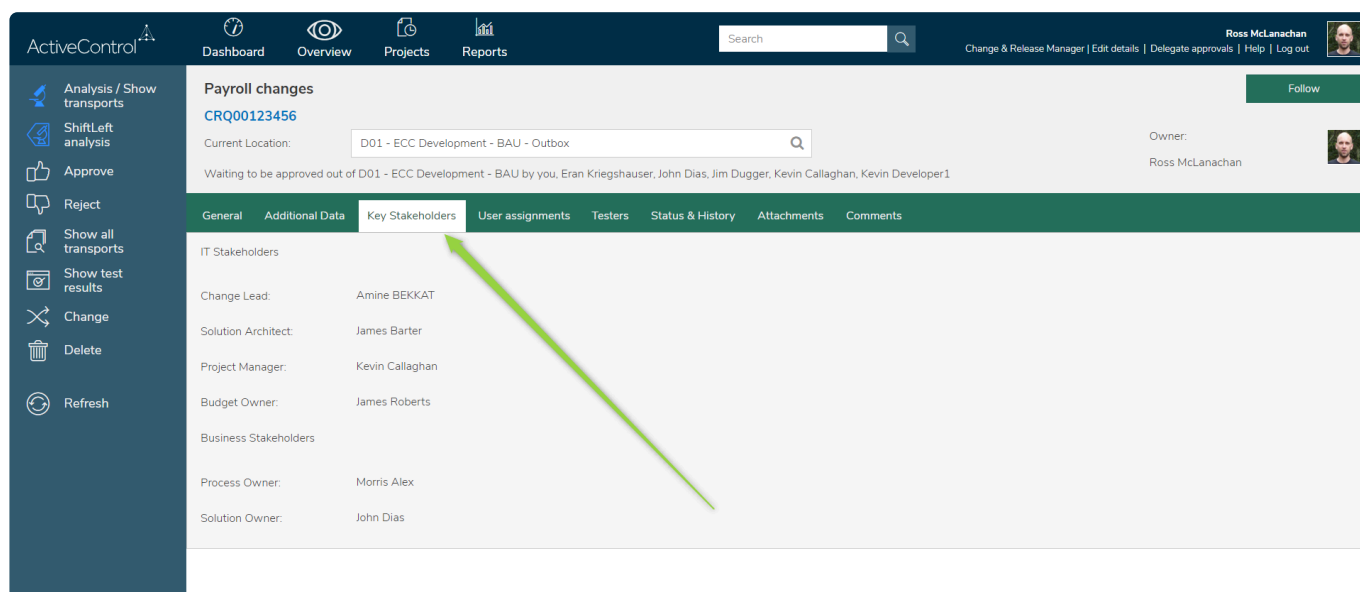 ActiveControl
Dashboard
Overview
Projects
Reports
Search
Ross McLanachan
Change & Release Manager | Edit details | Delegate approvals | Help | Log out
Analysis / Show
transports
ShiftLeft
analysis
Approve
Reject
Show all
transports
Show test
results
Change
Delete
Refresh
Payroll changes
Follow
CRQ00123456
Current Location: D01 - ECC Development - BAU - Outbox
Owner:
Ross McLanachan
Waiting to be approved out of D01 - ECC Development - BAU by you, Eran Kriegshauser, John Dias, Jim Dugger, Kevin Callaghan, Kevin Developer1
General Additional Data Key Stakeholders User assignments Testers Status & History Attachments Comments
IT Stakeholders
Change Lead: Amine BEKKAT
Solution Architect: James Barter
Project Manager: Kevin Callaghan
Budget Owner: James Roberts
Business Stakeholders
Process Owner: Morris Alex
Solution Owner: John Dias